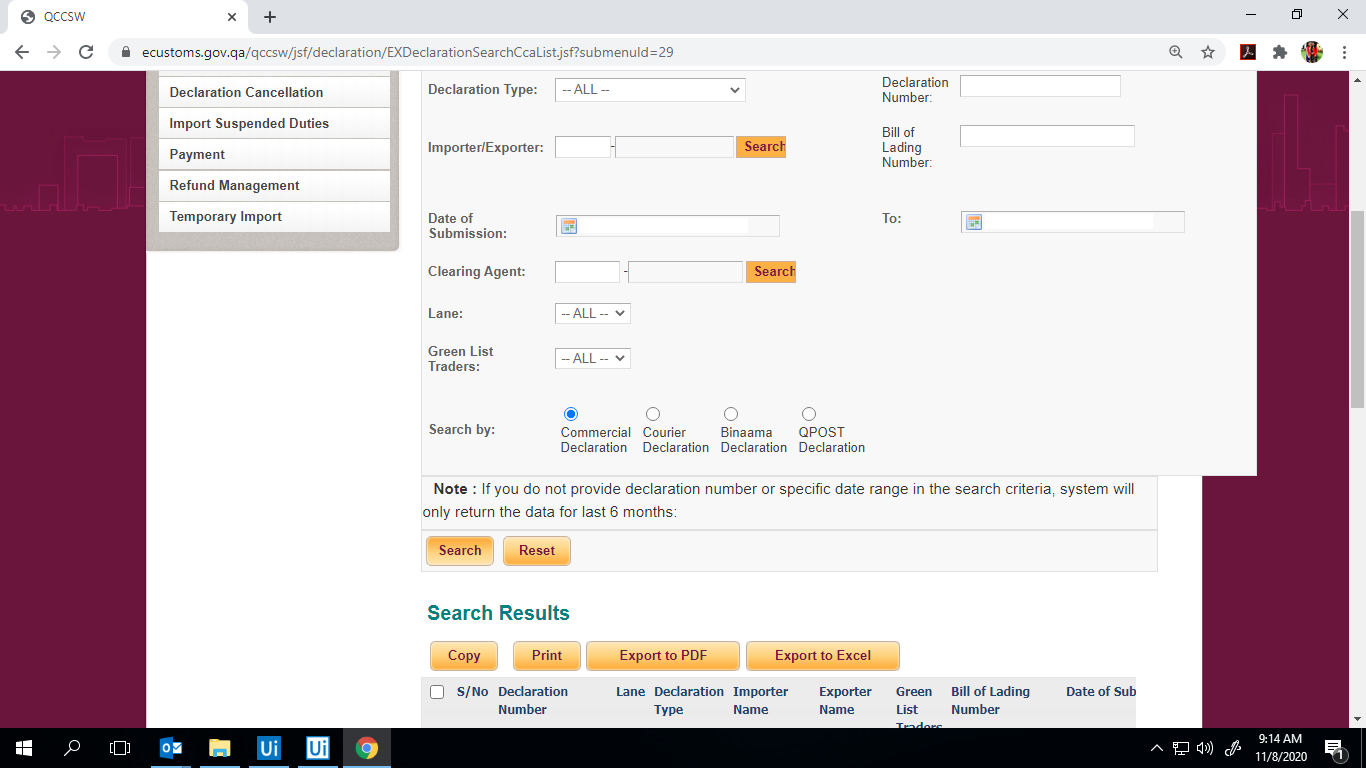 QCCSW
ecustoms.gov.qa/qccsw/jsf/declaration/EXDeclarationSearchCcaList.jsf?submenuId=29
Declaration Cancellation
Import Suspended Duties
Payment
Refund Management
Temporary Import
Declaration Type:
-- ALL --
Declaration
Number:
Importer/Exporter:
-
Search
Bill of
Lading
Number:
Date of
Submission:
To:
Clearing Agent:
-
Search
Lane:
-- ALL --
Green List
Traders:
-- ALL --
Search by:
Commercial
Declaration
Courier
Declaration
Binaama
Declaration
QPOST
Declaration
Note : If you do not provide declaration number or specific date range in the search criteria, system will
only return the data for last 6 months:
Search
Reset
Search Results
Copy
Print
Export to PDF
Export to Excel
S/No
Declaration
Number
Lane
Declaration
Type
Importer
Name
Exporter
Name
Green
List
Traders
Bill of Lading
Number
Date of Sub
Ui
Ui
9:14 AM
11/8/2020
1